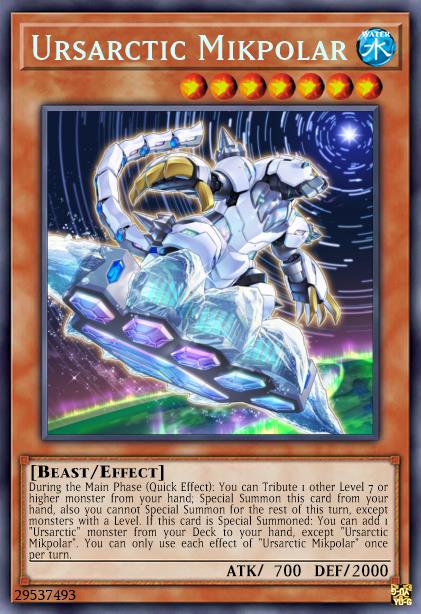 URSARCTIC MIKPOLAR
WATER
水
[BEAST/EFFECT]
During the Main Phase (Quick Effect): You can Tribute 1 other Level 7 or
higher monster from your hand; Special Summon this card from your
hand, also you cannot Special Summon for the rest of this turn, except
monsters with a Level. If this card is Special Summoned: You can add 1
"Ursarctic" monster from your Deck to your hand, except "Ursarctic
Mikpolar". You can only use each effect of "Ursarctic Mikpolar" once
per turn.
ATK/ 700 DEF/2000
29537493